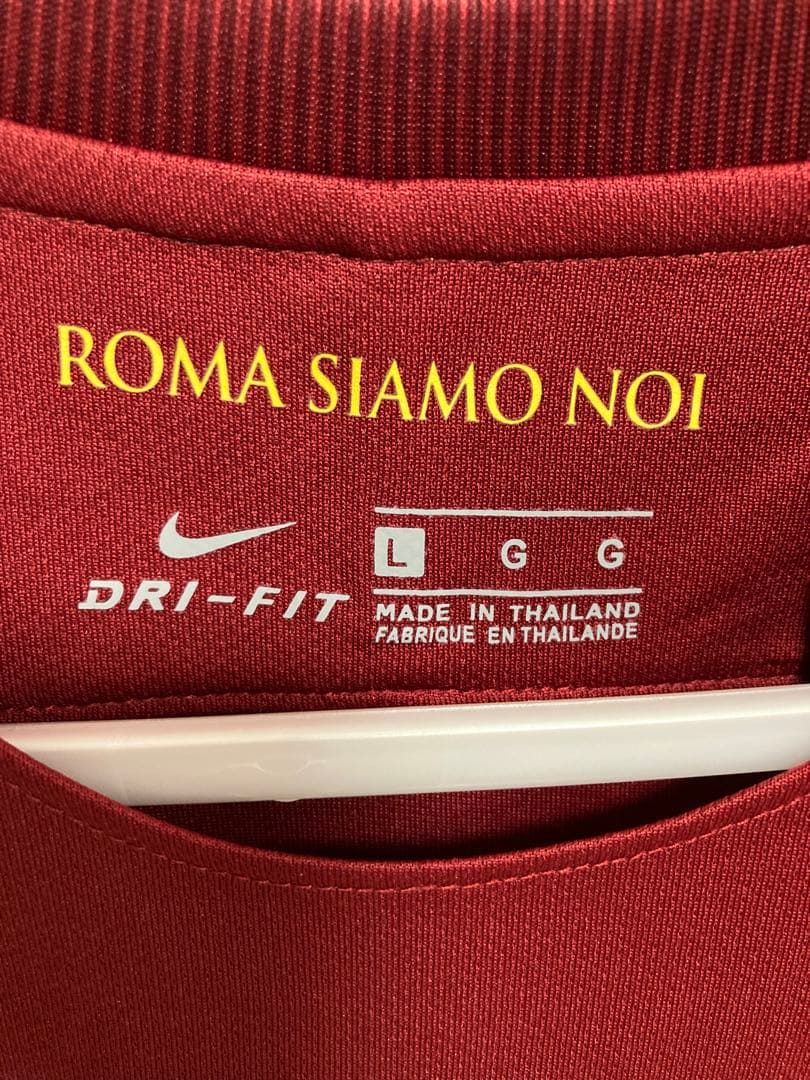 ROMA SIAMO NOI
DRI-FIT
L G G
MADE IN THAILAND
FABRIQUE EN THAILANDE